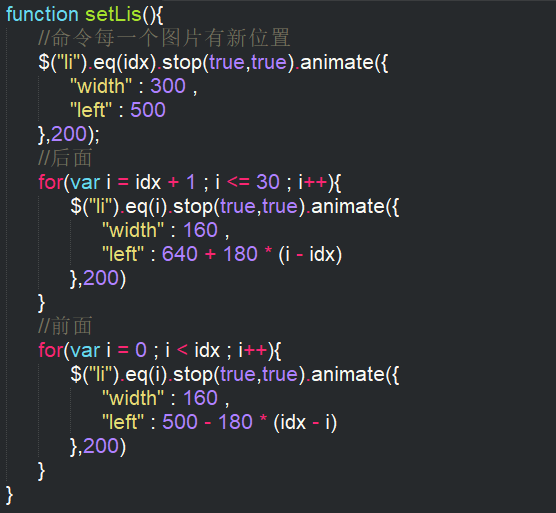 function setLis(){
//命令每一个图片有新位置
$("li").eq(idx).stop(true,true).animate({
"width" : 300 ,
"left" : 500
},200);
//后面
for(var i = idx + 1 ; i <= 30 ; i++){
$("li").eq(i).stop(true,true).animate({
"width" : 160 ,
"left" : 640 + 180 * (i - idx)
},200)
}
//前面
for(var i = 0 ; i < idx ; i++){
$("li").eq(i).stop(true,true).animate({
"width" : 160 ,
"left" : 500 - 180 * (idx - i)
},200)
}
}